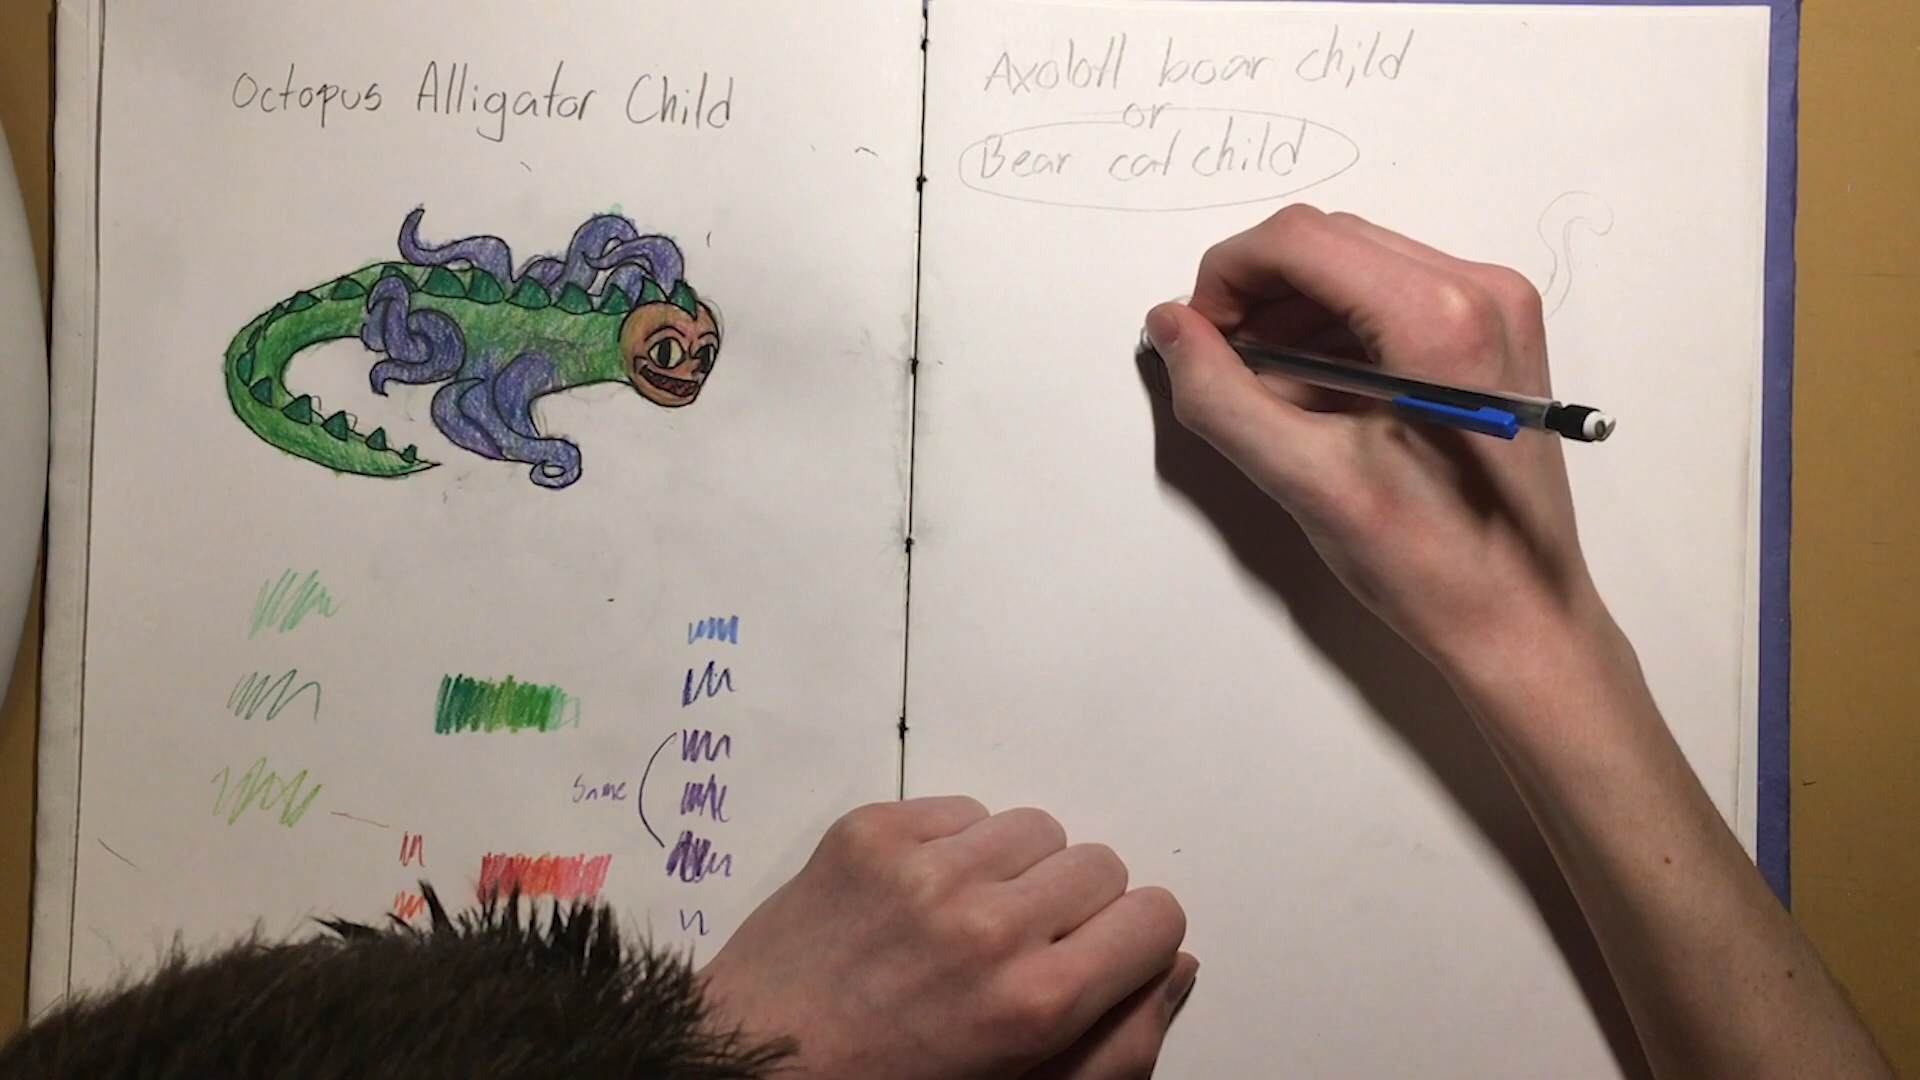 Octopus Alligator Child
Same
Axolotl boar child
or
Bear cat child